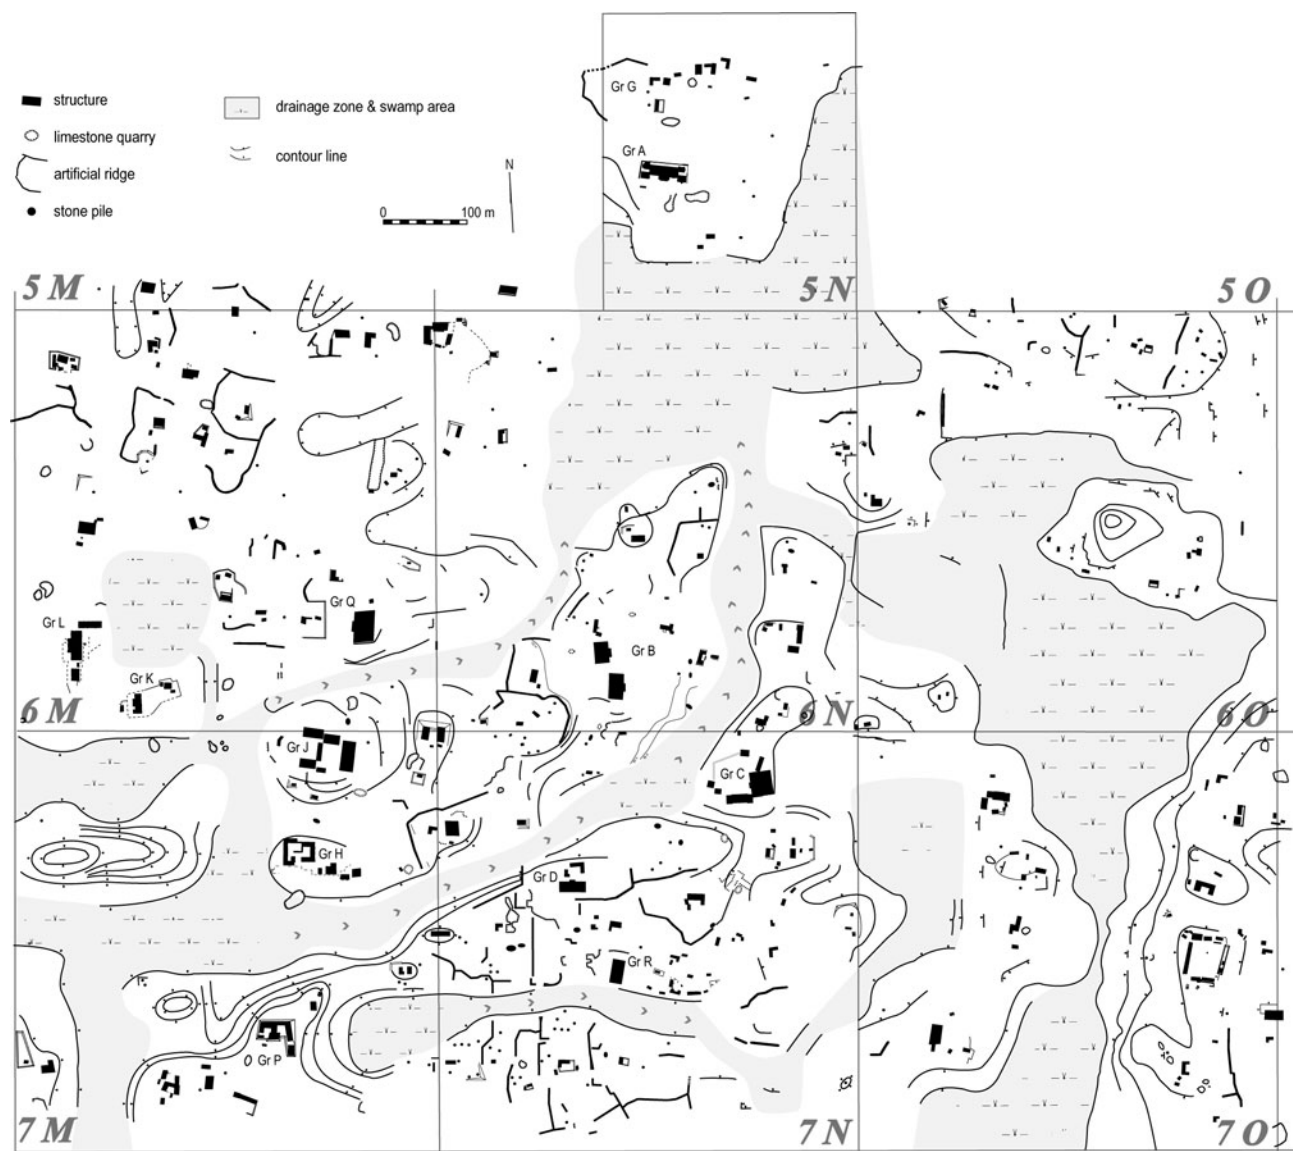 structure
drainage zone & swamp area
limestone quarry
contour line
artificial ridge
stone pile
N
0 100 m
Gr G
Gr A
5 M
5 N
5 O
Gr Q
Gr L
Gr B
Gr K
6 M
6 N
6 O
Gr J
Gr C
Gr H
Gr D
Gr R
Gr P
7 M
7 N
7 O